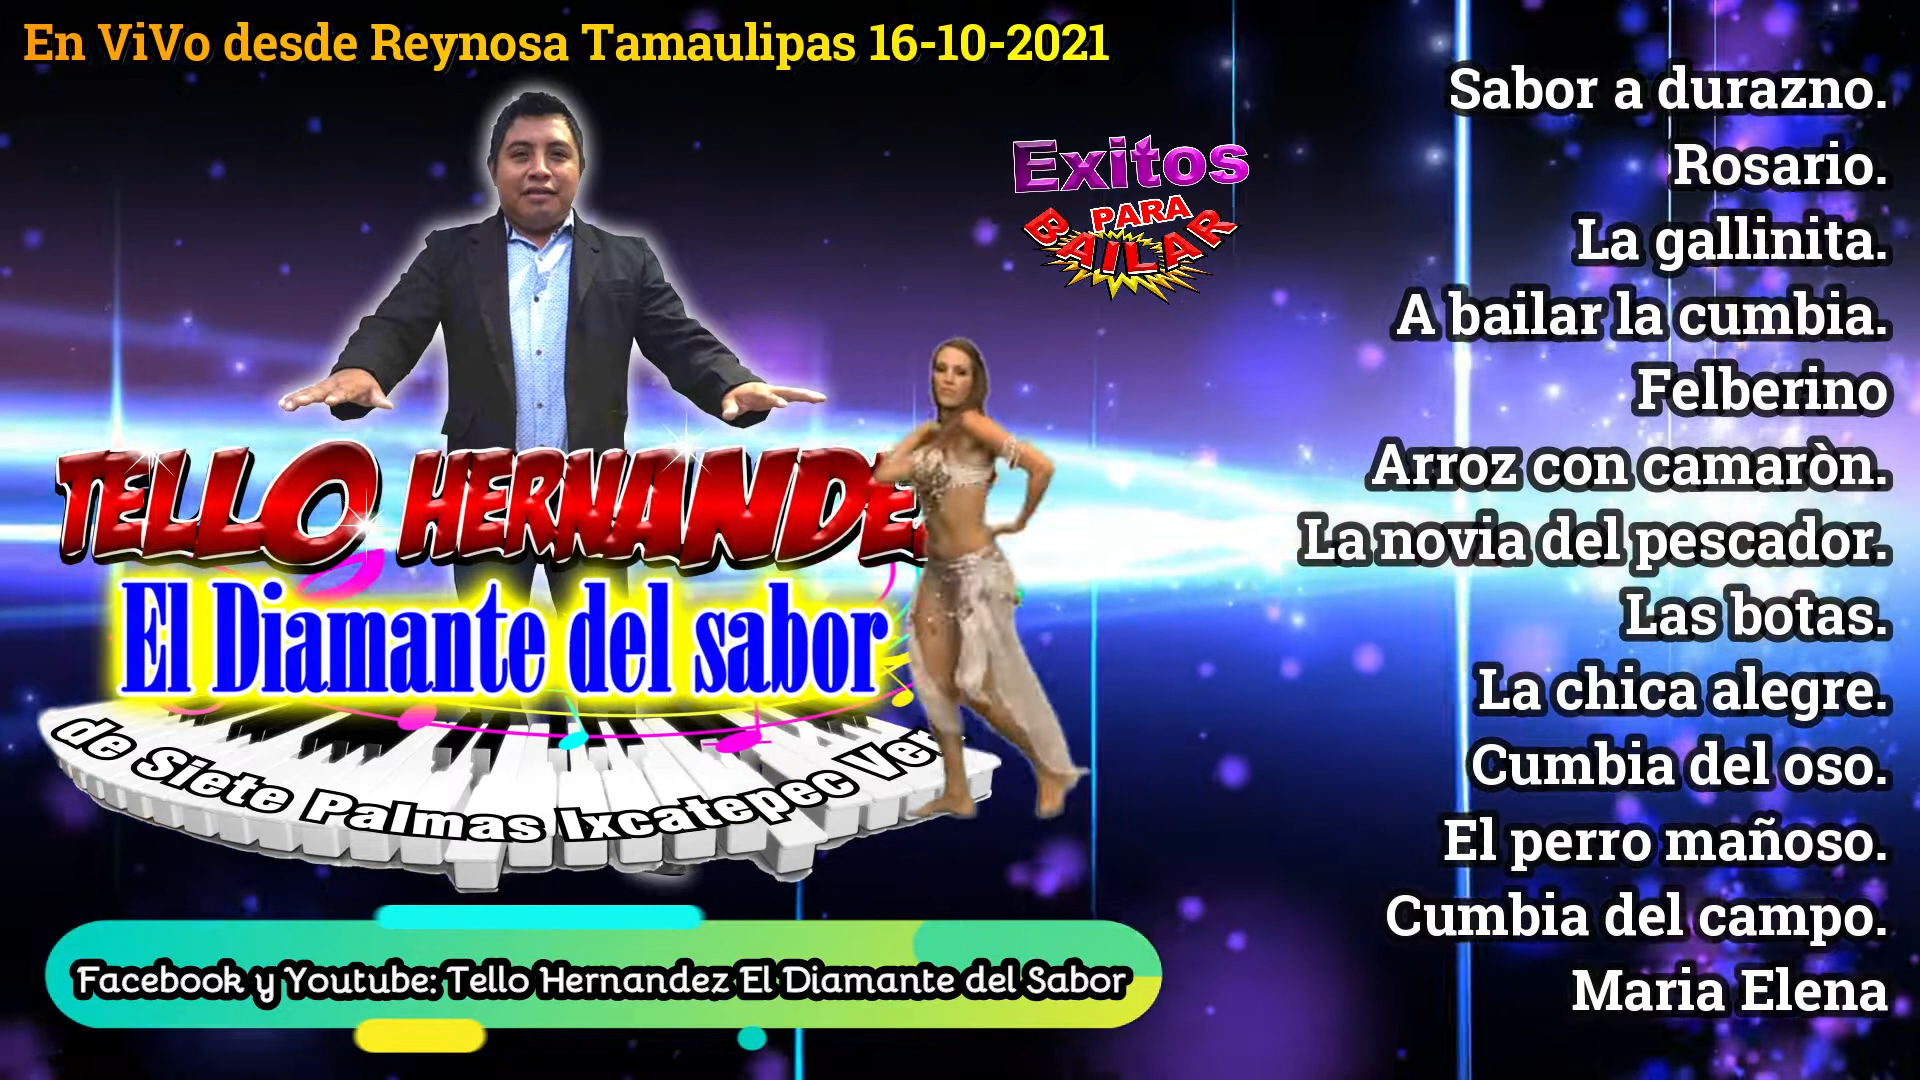 En ViVo desde Reynosa Tamaulipas 16-10-2021
Exitos
PARA
BAILAR
TELLO HERNANDE
El Diamante del sabor
de Siete Palmas Ixcatepec Ver
Facebook y Youtube: Tello Hernandez El Diamante del Sabor
Sabor a durazno.
Rosario.
La gallinita.
A bailar la cumbia.
Felberino
Arroz con camaròn.
La novia del pescador.
Las botas.
La chica alegre.
Cumbia del oso.
El perro mañoso.
Cumbia del campo.
Maria Elena